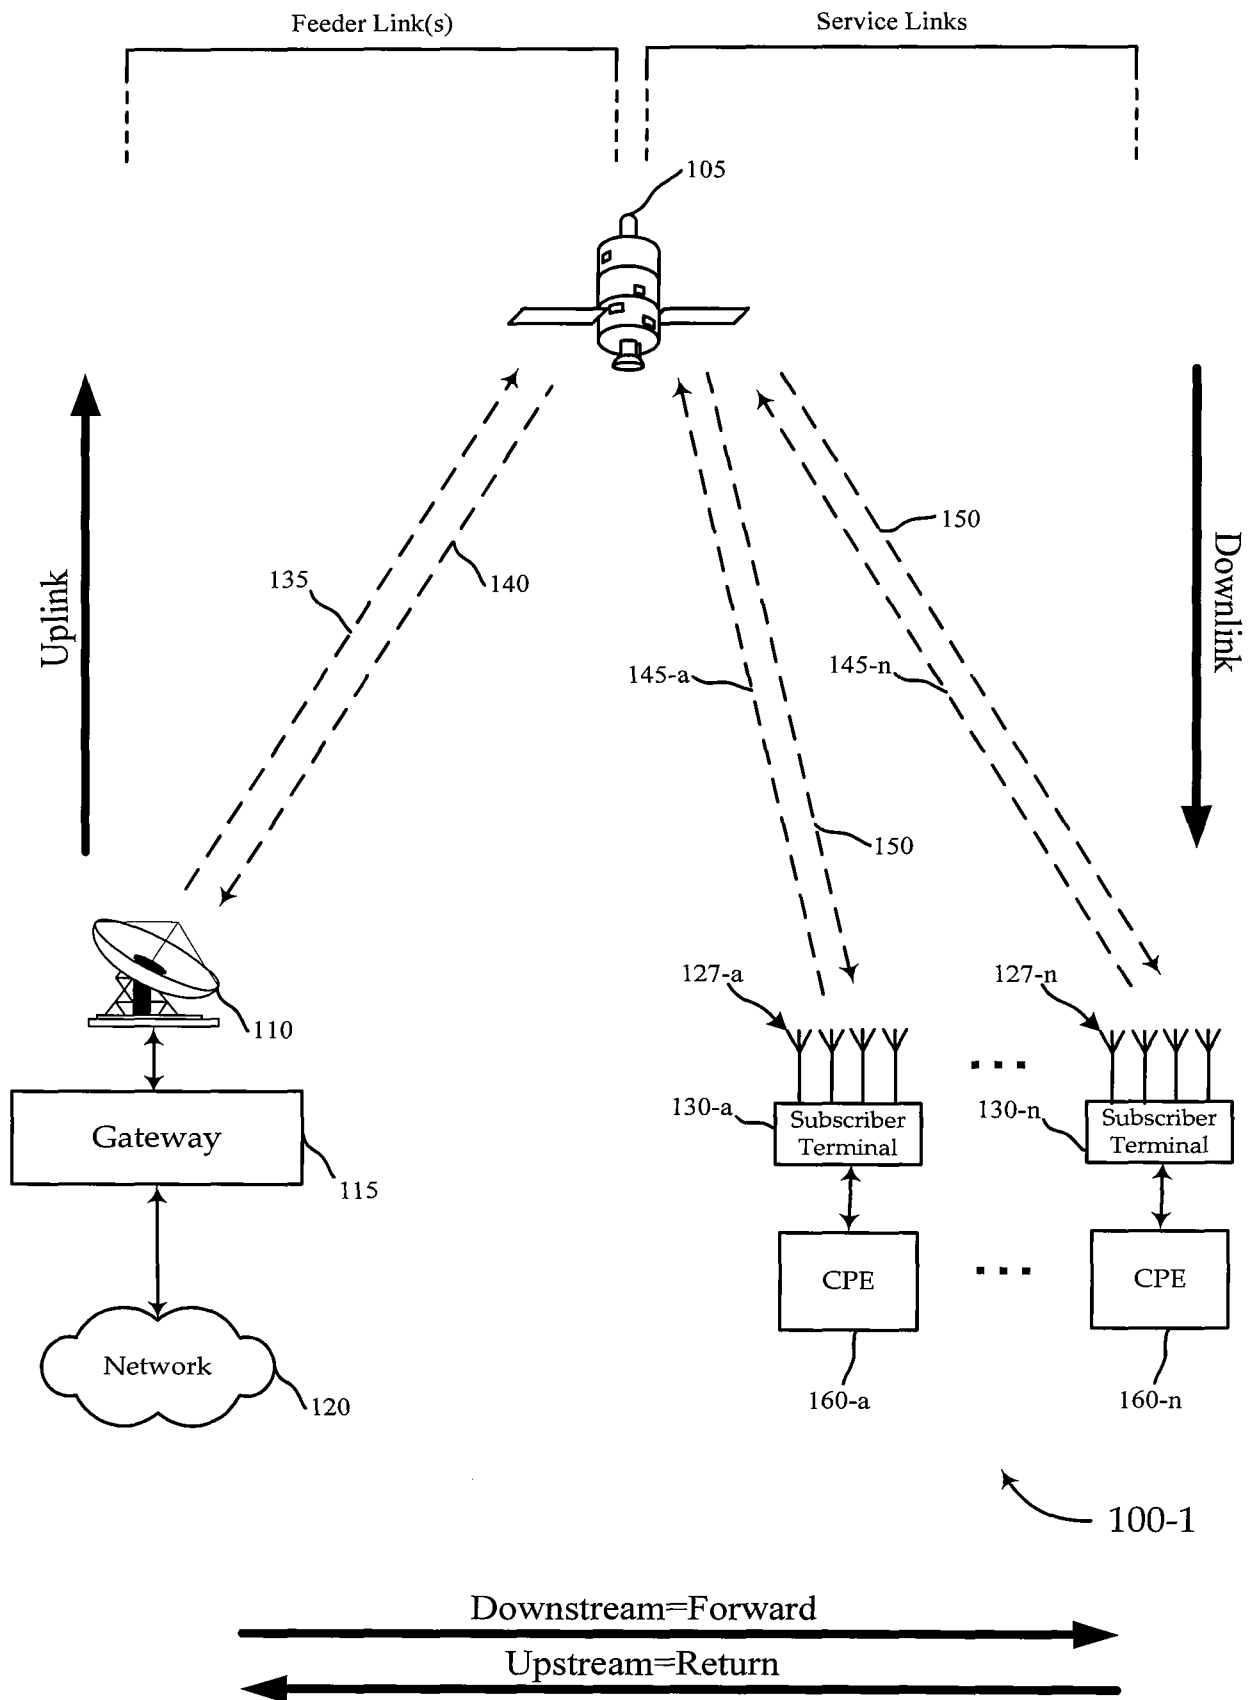 Feeder Link(s)
Service Links
105
150
135
140
Uplink
Downlink
145-a
145-n
150
127-a
127-n
110
130-a
Subscriber
Terminal
130-n
Subscriber
Terminal
Gateway
115
CPE
CPE
Network
120
160-a
160-n
100-1
Downstream=Forward
Upstream=Return